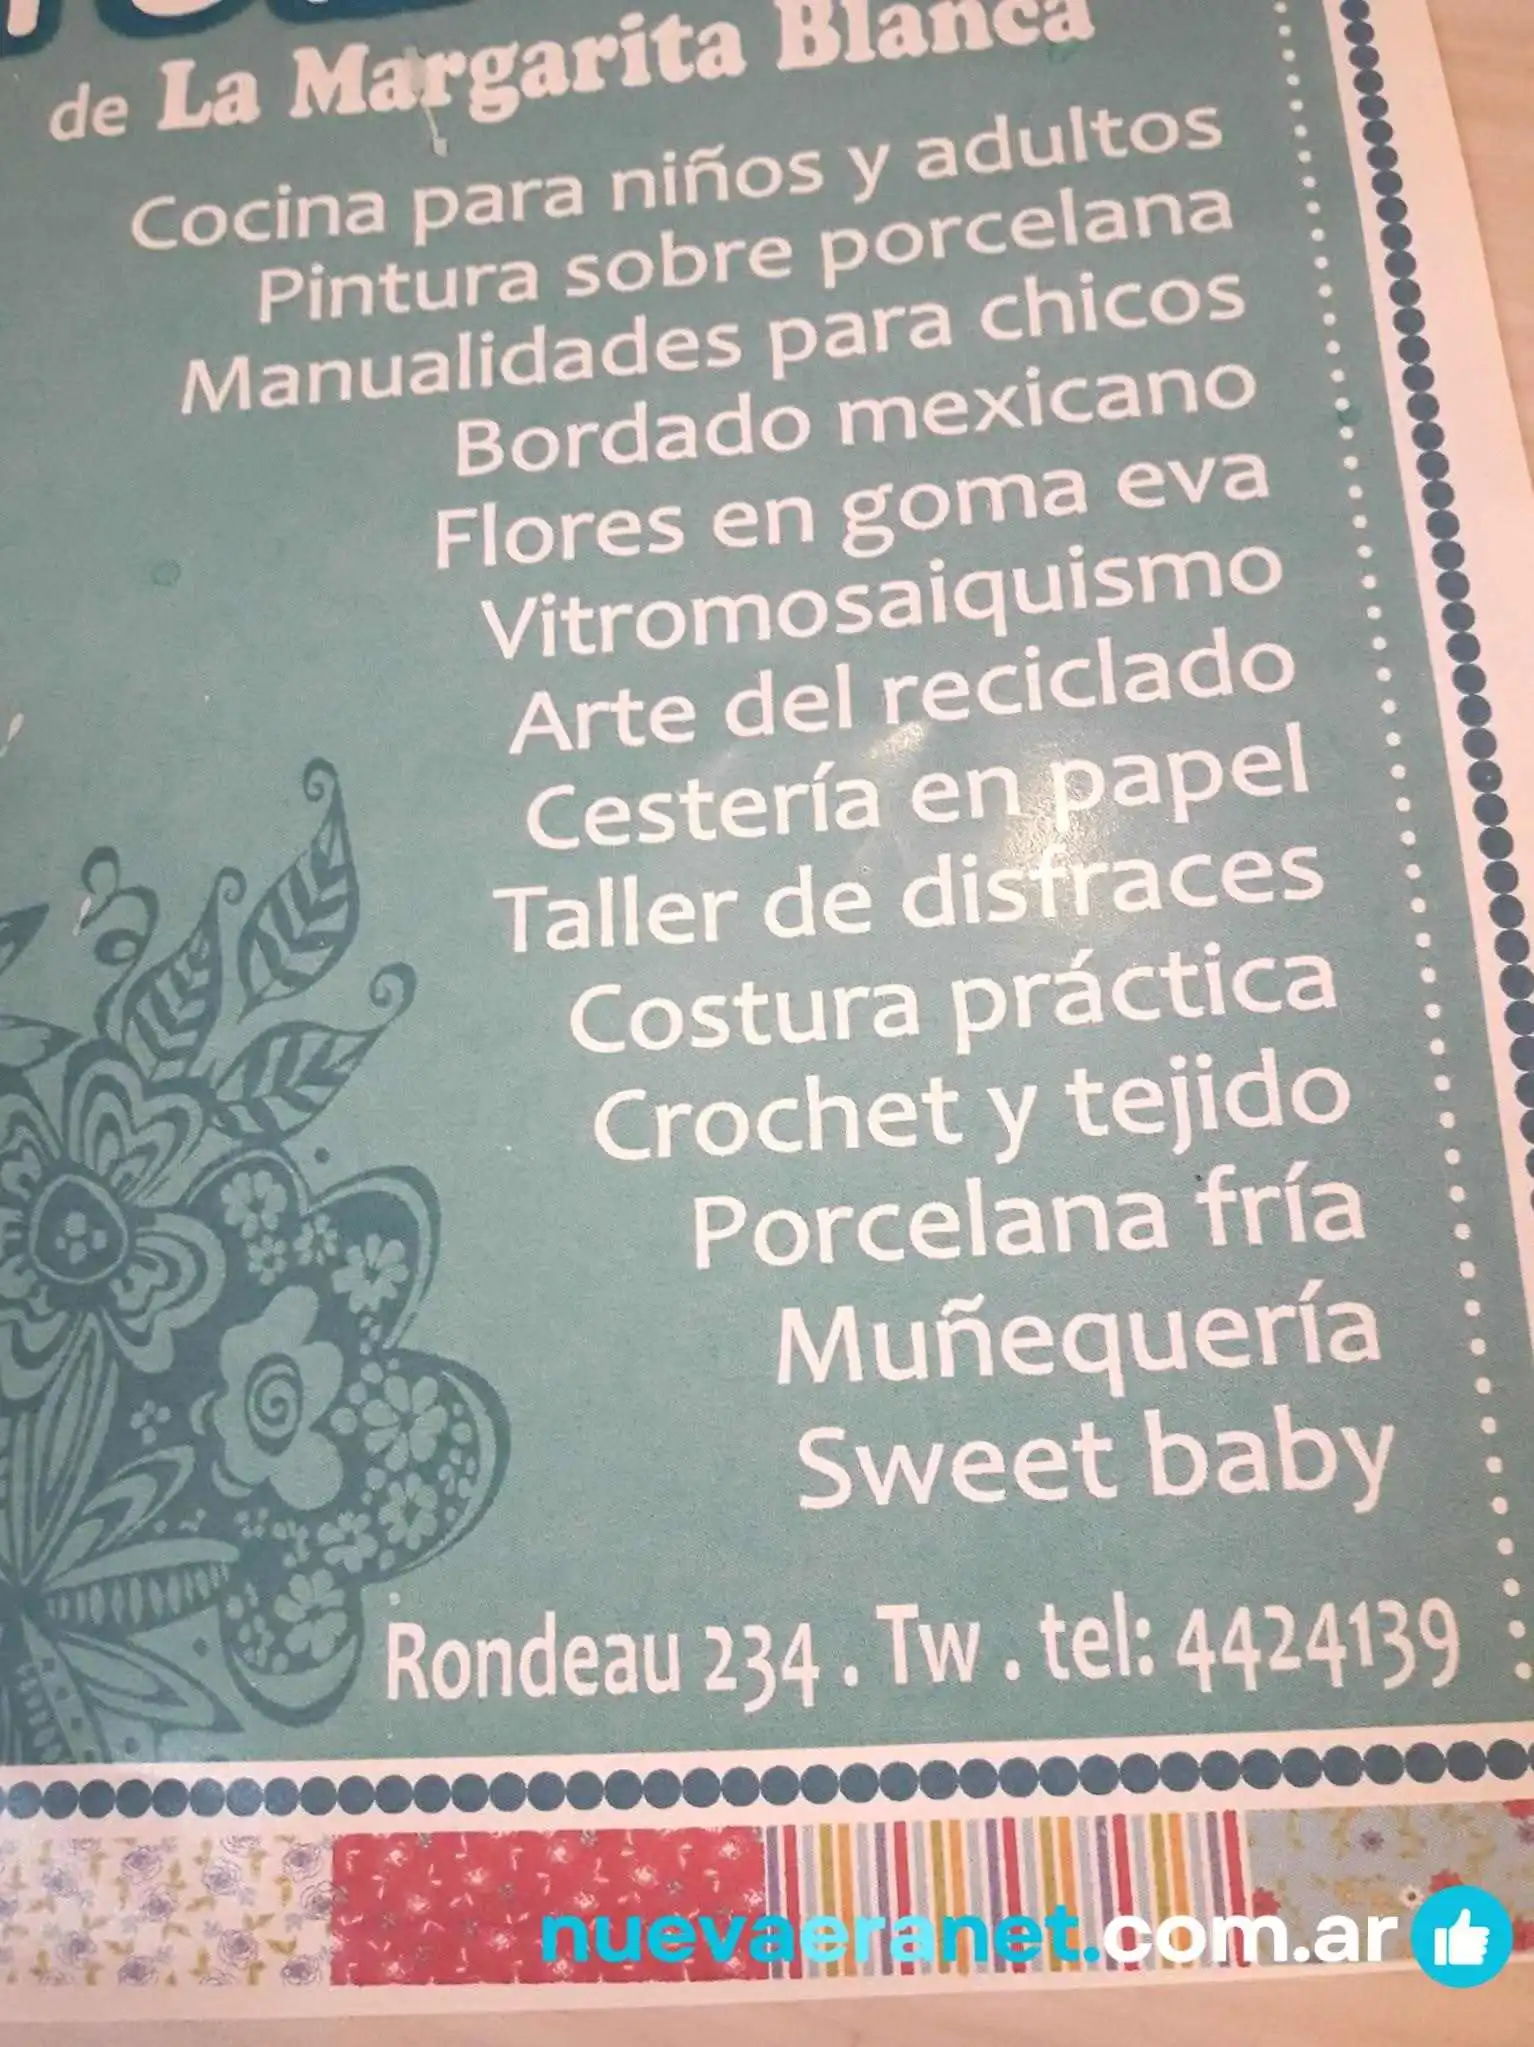 de La Margarita Blanca
Cocina para niños y adultos
Pintura sobre porcelana
Manualidades para chicos
Bordado mexicano
Flores en goma eva
Vitromosaiquismo
Arte del reciclado
Cestería en papel
Taller de disfraces
Costura práctica
Crochet y tejido
Porcelana fría
Muñequería
Sweet baby
Rondeau 234 . Tw . tel: 4424139
nuevaeranet.com.ar